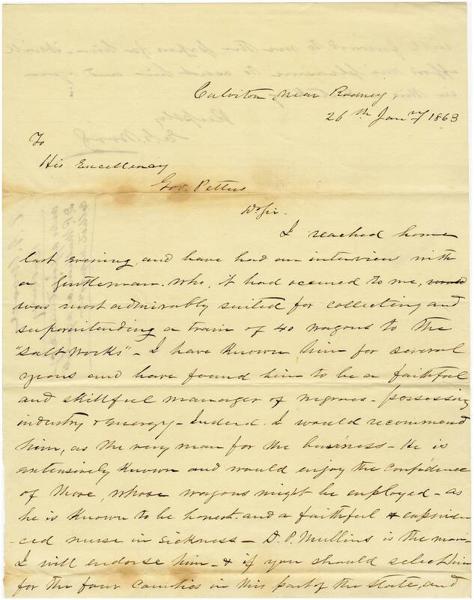 Calviton near Rodney
26th Jany 1863
To
His Excellency
Gov. Pettus
D Sir.
I reached home
last evening and have had an interview with
a gentleman. who, it had occured to me,
was most admirably suited for collecting and
superintending a train of 40 wagons to the
"Salt works" - I have known him for several
years and have found him to be a faithful
and skillful manager of negroes - possessing
industry & energy - Indeed. I would recommend
him, as the very man for the business - He is
extensively known and would enjoy the confidence
of those, whose wagons might be employed - as
he is known to be honest. and a faithful & experien-
ced nurse in sickness - D. P. Mullins is the man
I will endorse him - & if you should select him
for the four counties in this part of the state, and